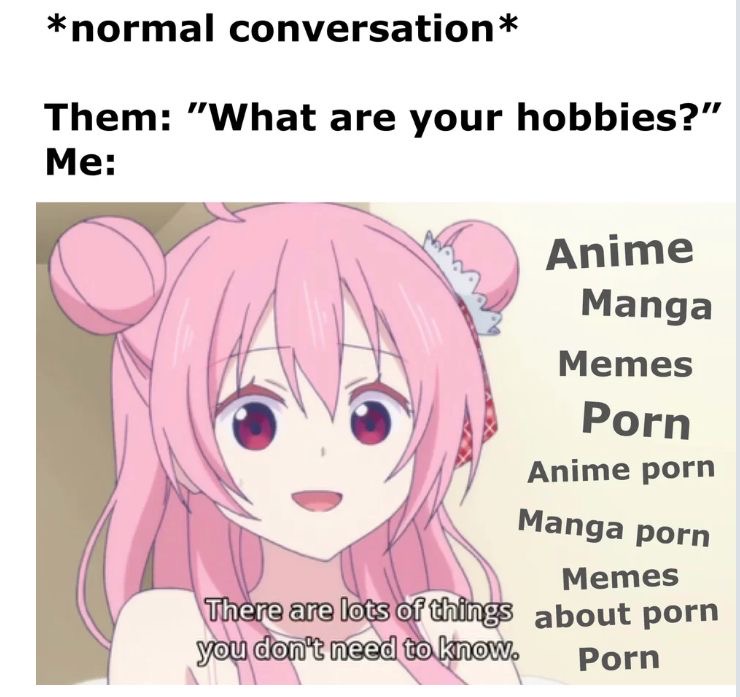 *normal conversation*
Them: ”What are your hobbies?”
Me:
Anime
Manga
Memes
Porn
Anime porn
Manga porn
Memes
about porn
Porn
There are lots of things
you don't need to know.